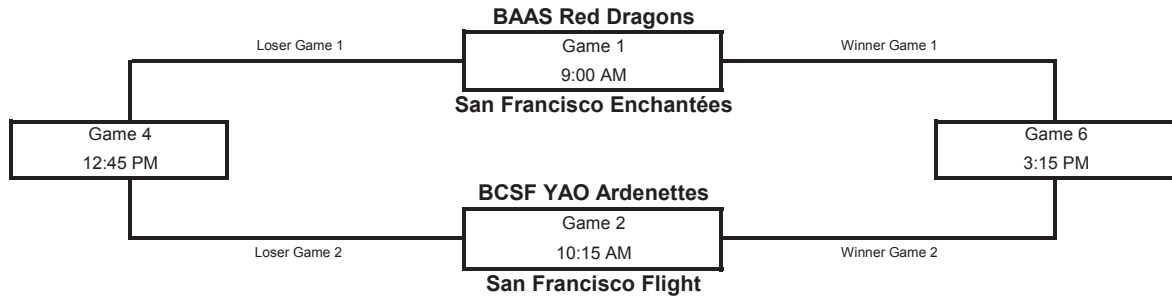 BAAS Red Dragons
Loser Game 1
Game 1
Winner Game 1
9:00 AM
San Francisco Enchantées
Game 4
12:45 PM
Game 6
3:15 PM
BCSF YAO Ardenettes
Game 2
Loser Game 2
10:15 AM
Winner Game 2
San Francisco Flight